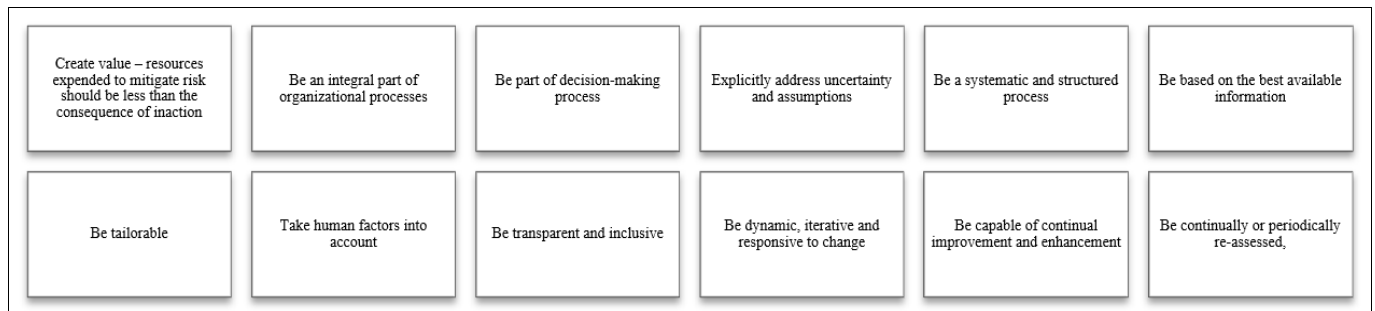 Create value – resources
expended to mitigate risk
should be less than the
consequence of inaction
Be an integral part of
organizational processes
Be part of decision-making
process
Explicitly address uncertainty
and assumptions
Be a systematic and structured
process
Be based on the best available
information
Be tailorable
Take human factors into
account
Be transparent and inclusive
Be dynamic, iterative and
responsive to change
Be capable of continual
improvement and enhancement
Be continually or periodically
re-assessed,